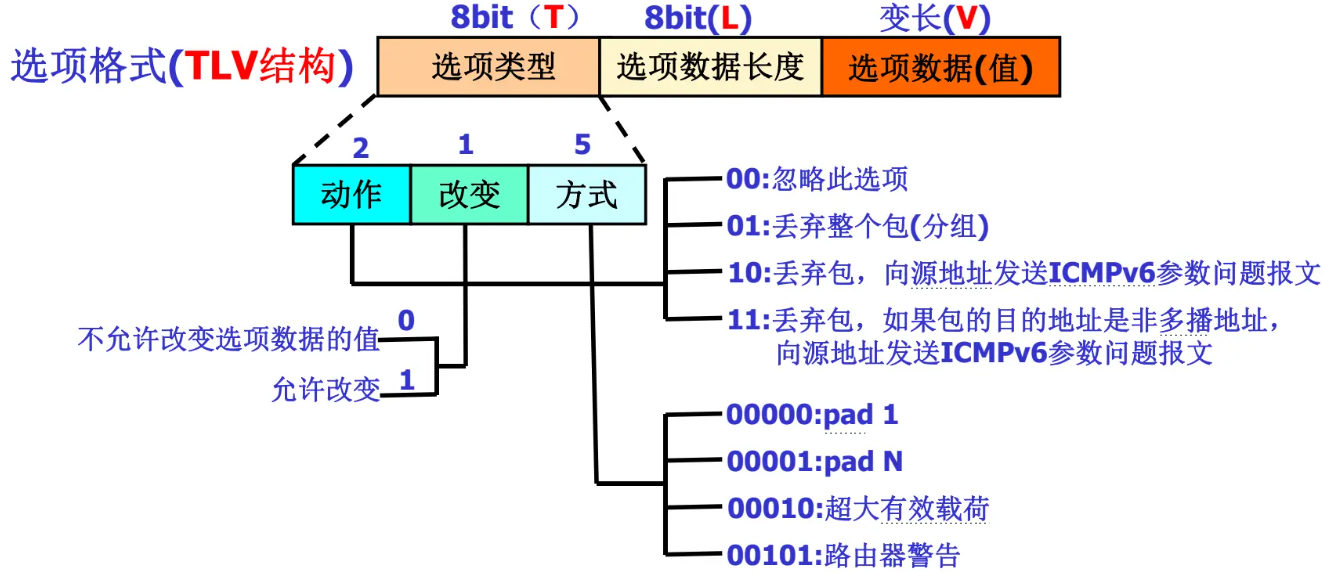 8bit（T） 8bit(L) 变长(V)
选项格式(TLV结构) 选项类型 选项数据长度 选项数据(值)
2 1 5
动作 改变 方式
00:忽略此选项
01:丢弃整个包(分组)
10:丢弃包，向源地址发送ICMPv6参数问题报文
11:丢弃包，如果包的目的地址是非多播地址，
向源地址发送ICMPv6参数问题报文
不允许改变选项数据的值 0
允许改变 1
00000:pad 1
00001:pad N
00010:超大有效载荷
00101:路由器警告